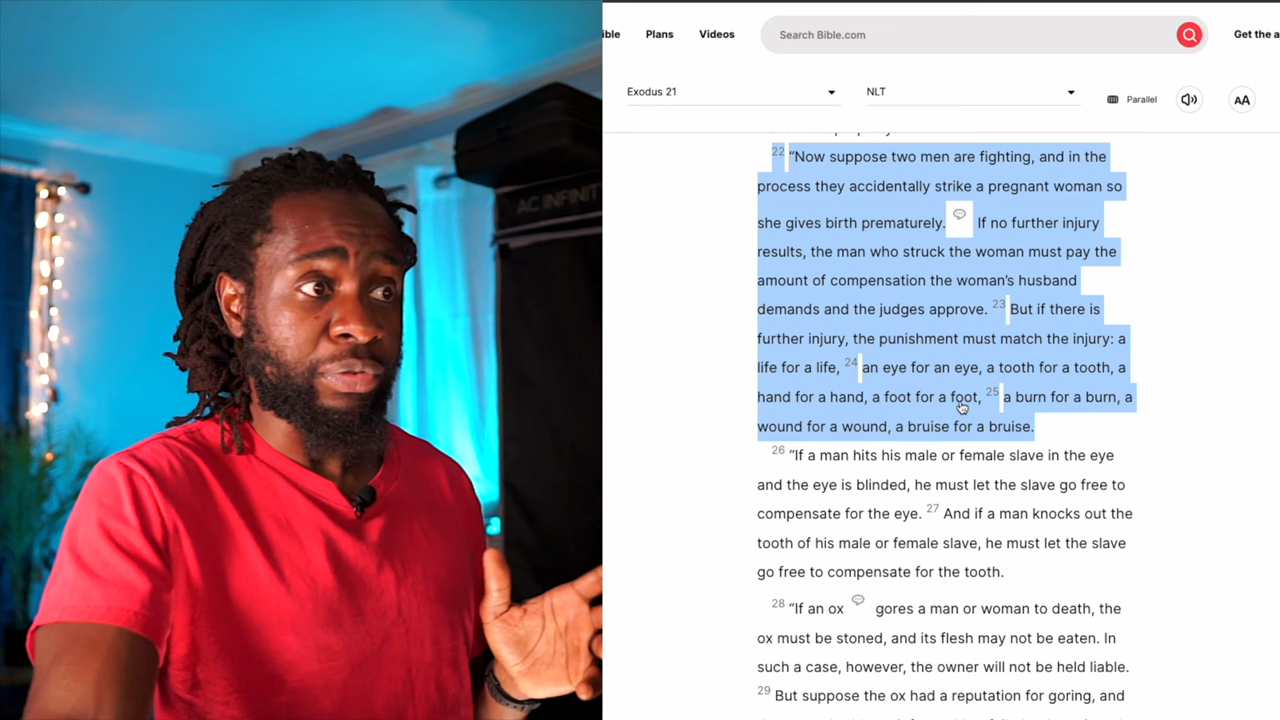 ible Plans Videos Search Bible.com Get the a
Exodus 21 NLT Parallel AA
22 “Now suppose two men are fighting, and in the
process they accidentally strike a pregnant woman so
she gives birth prematurely. If no further injury
results, the man who struck the woman must pay the
amount of compensation the woman’s husband
demands and the judges approve. 23 But if there is
further injury, the punishment must match the injury: a
life for a life, 24 an eye for an eye, a tooth for a tooth, a
hand for a hand, a foot for a foot, 25 a burn for a burn, a
wound for a wound, a bruise for a bruise.
26 “If a man hits his male or female slave in the eye
and the eye is blinded, he must let the slave go free to
compensate for the eye. 27 And if a man knocks out the
tooth of his male or female slave, he must let the slave
go free to compensate for the tooth.
28 “If an ox gores a man or woman to death, the
ox must be stoned, and its flesh may not be eaten. In
such a case, however, the owner will not be held liable.
29 But suppose the ox had a reputation for goring, and
AC INFINIT